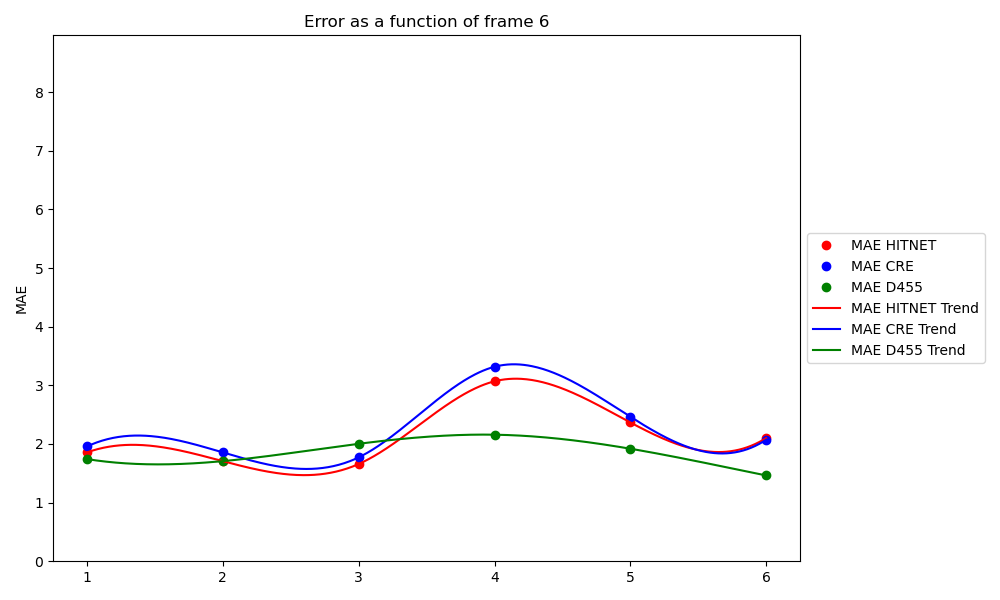 Error as a function of frame 6
MAE
8
7
6
5
4
3
2
1
0
1 2 3 4 5 6
MAE HITNET
MAE CRE
MAE D455
MAE HITNET Trend
MAE CRE Trend
MAE D455 Trend